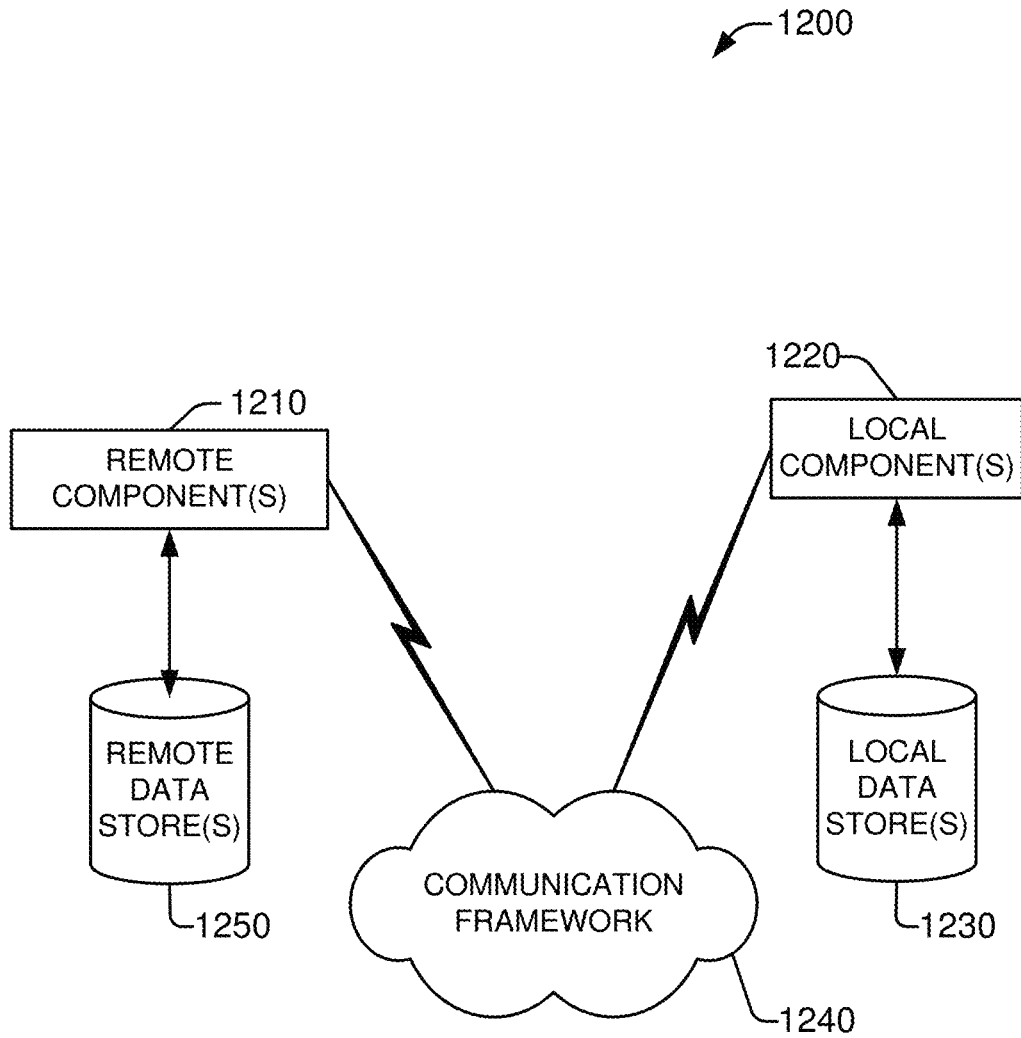 1200
1220
1210
LOCAL
COMPONENT(S)
REMOTE
COMPONENT(S)
REMOTE
DATA
STORE(S)
LOCAL
DATA
STORE(S)
COMMUNICATION
FRAMEWORK
1250
1230
1240